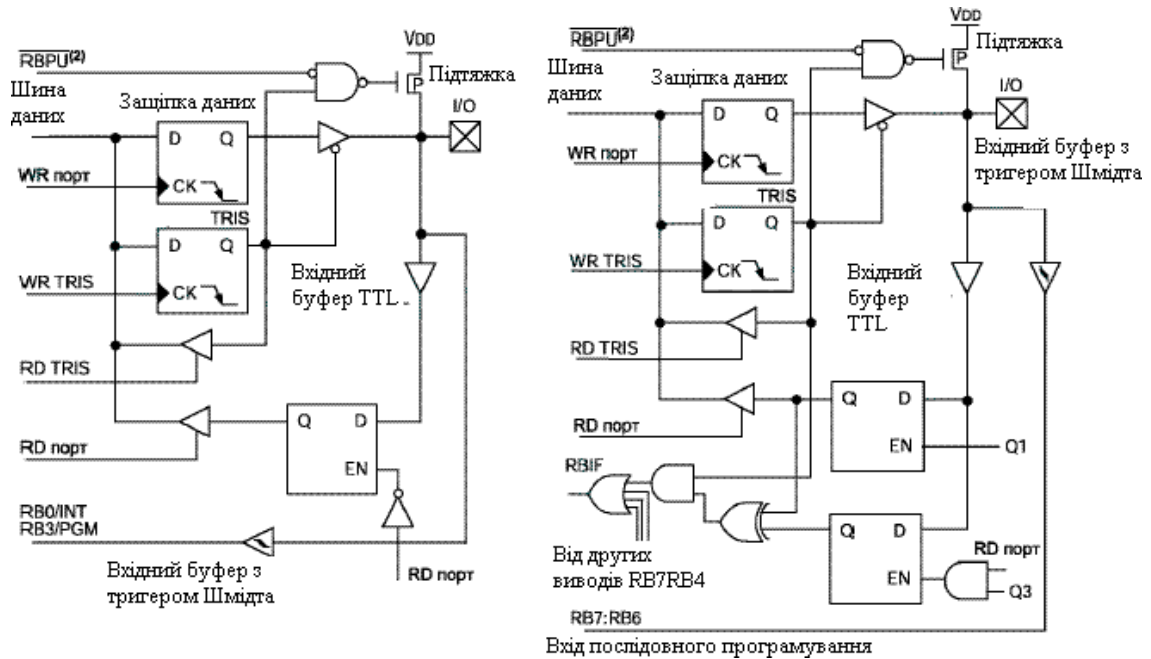 RBPU(2)
VDD
Підтяжка
Шина
даних
Защіпка даних
I/O
D Q
WR порт
CK
TRIS
D Q
WR TRIS
CK
Вхідний
буфер TTL
RD TRIS
Q D
RD порт
EN
RB0/INT
RB3/PGM
Вхідний буфер з
тригером Шмідта
RD порт
RBPU(2)
VDD
Підтяжка
Шина
даних
Защіпка даних
I/O
D Q
Вхідний буфер з
тригером Шмідта
WR порт
CK
TRIS
D Q
WR TRIS
CK
Вхідний
буфер
TTL
RD TRIS
Q D
RD порт
EN
Q1
RBIF
Q D
Від других
виводів RB7RB4
RD порт
EN
Q3
RB7:RB6
Вхід послідовного програмування
P
P